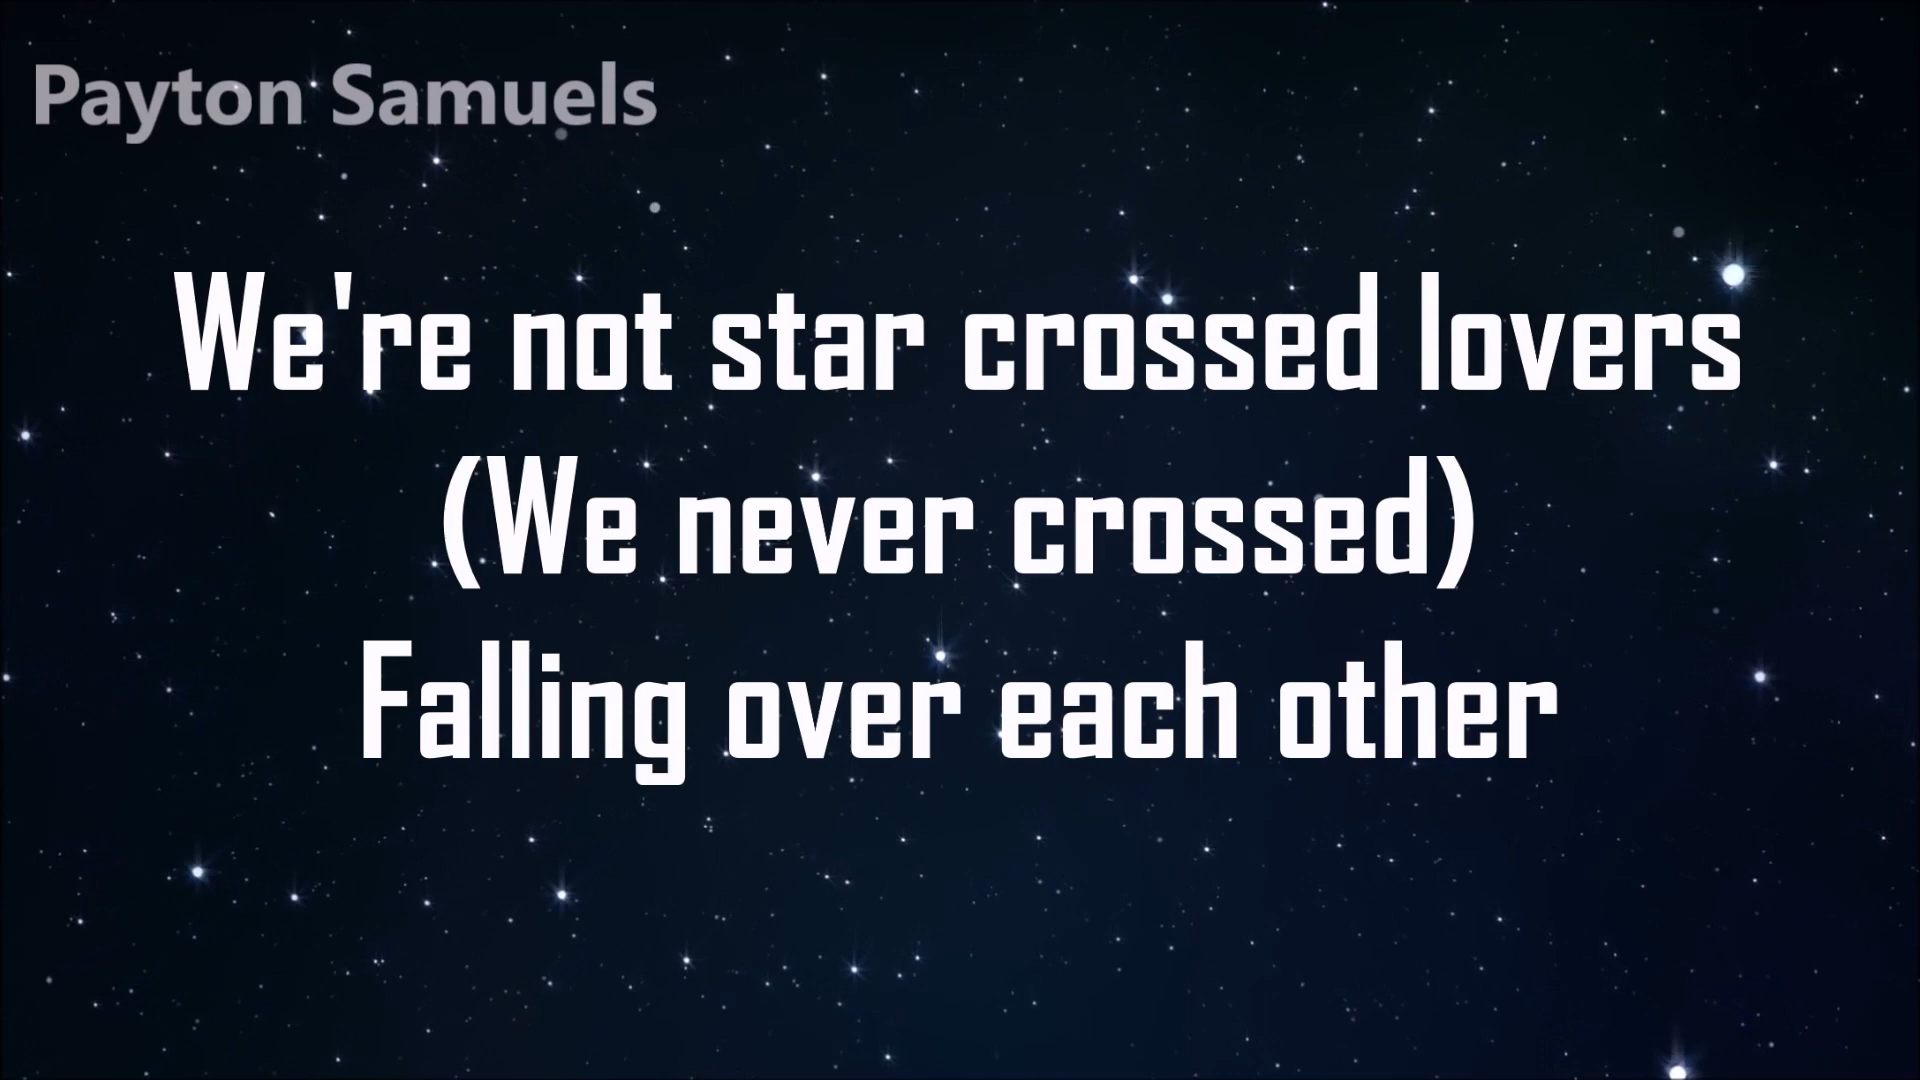 Payton Samuels
We're not star crossed lovers
(We never crossed)
Falling over each other